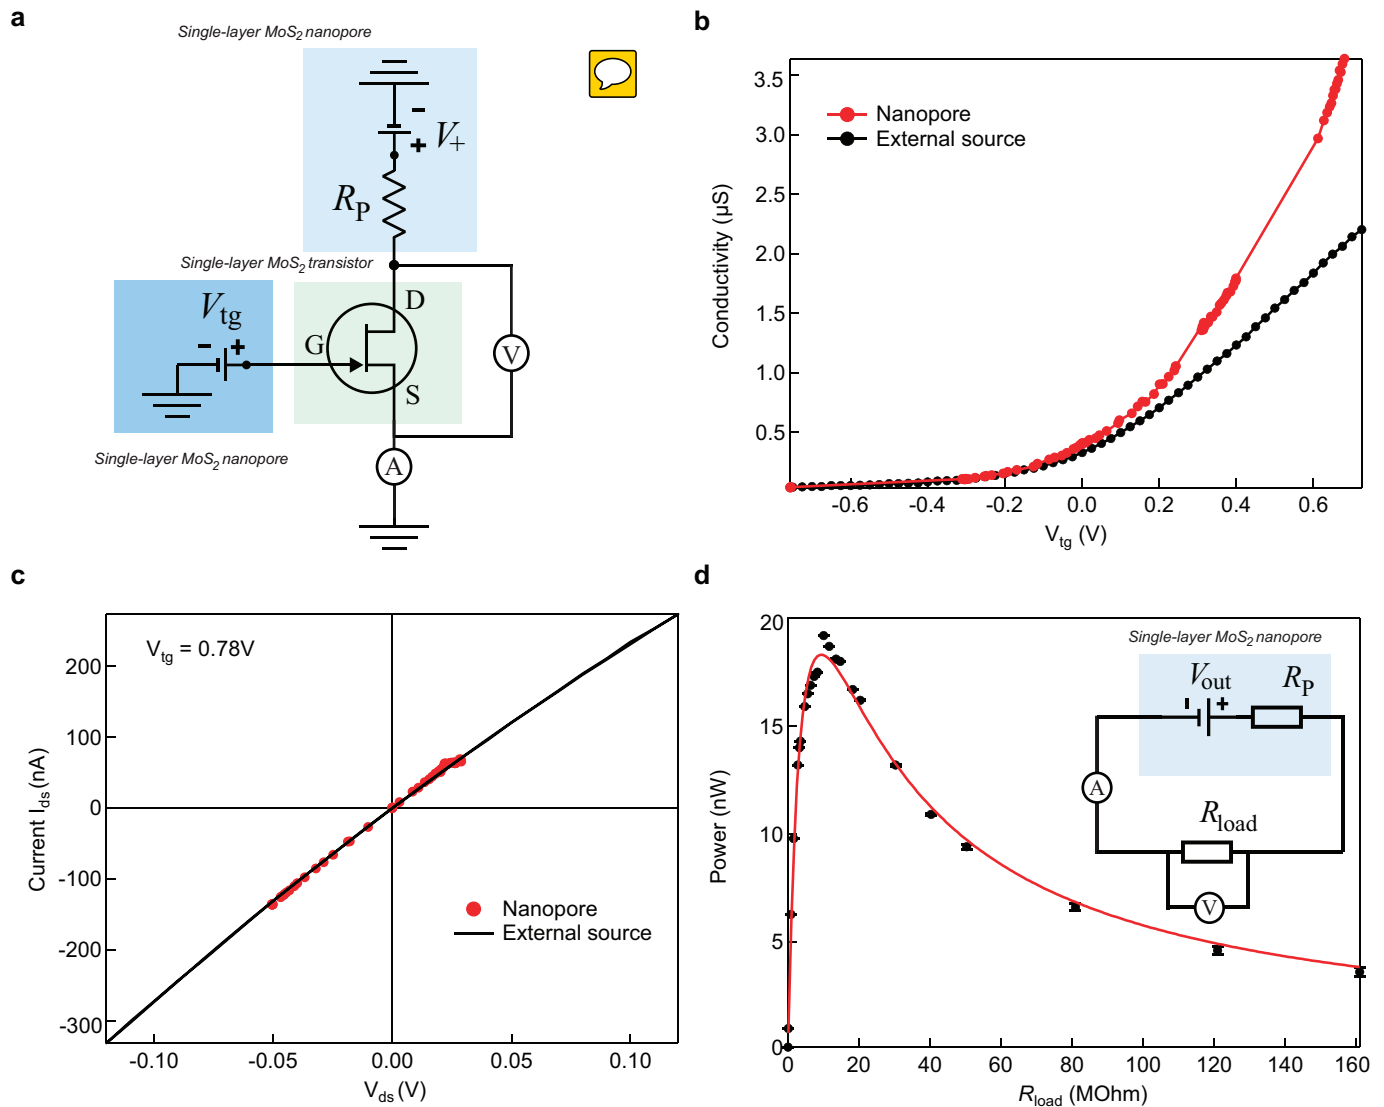 a
Single-layer MoS2 nanopore
-
+ V+
RP
Single-layer MoS2 transistor
Vtg
- +
G
D
S
V
A
Single-layer MoS2 nanopore
b
3.5
3.0
2.5
2.0
1.5
1.0
0.5
Conductivity (µS)
Nanopore
External source
-0.6 -0.4 -0.2 0.0 0.2 0.4 0.6
Vtg (V)
c
Vtg = 0.78V
200
100
0
-100
-200
-300
Current Ids (nA)
Nanopore
External source
-0.10 -0.05 0.00 0.05 0.10
Vds (V)
d
20
15
10
5
0
Power (nW)
Single-layer MoS2 nanopore
Vout RP
- +
A
Rload
V
0 20 40 60 80 100 120 140 160
Rload (MOhm)